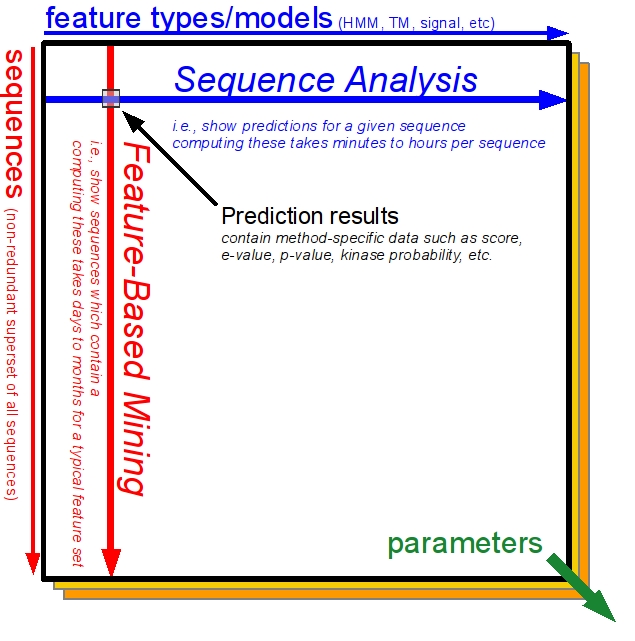 feature types/models (HMM, TM, signal, etc)
sequences (non-redundant superset of all sequences)
Sequence Analysis
i.e., show predictions for a given sequence
computing these takes minutes to hours per sequence
Prediction results
contain method-specific data such as score,
e-value, p-value, kinase probability, etc.
Feature-Based Mining
i.e., show sequences which contain a
computing these takes days to months for a typical feature set
parameters